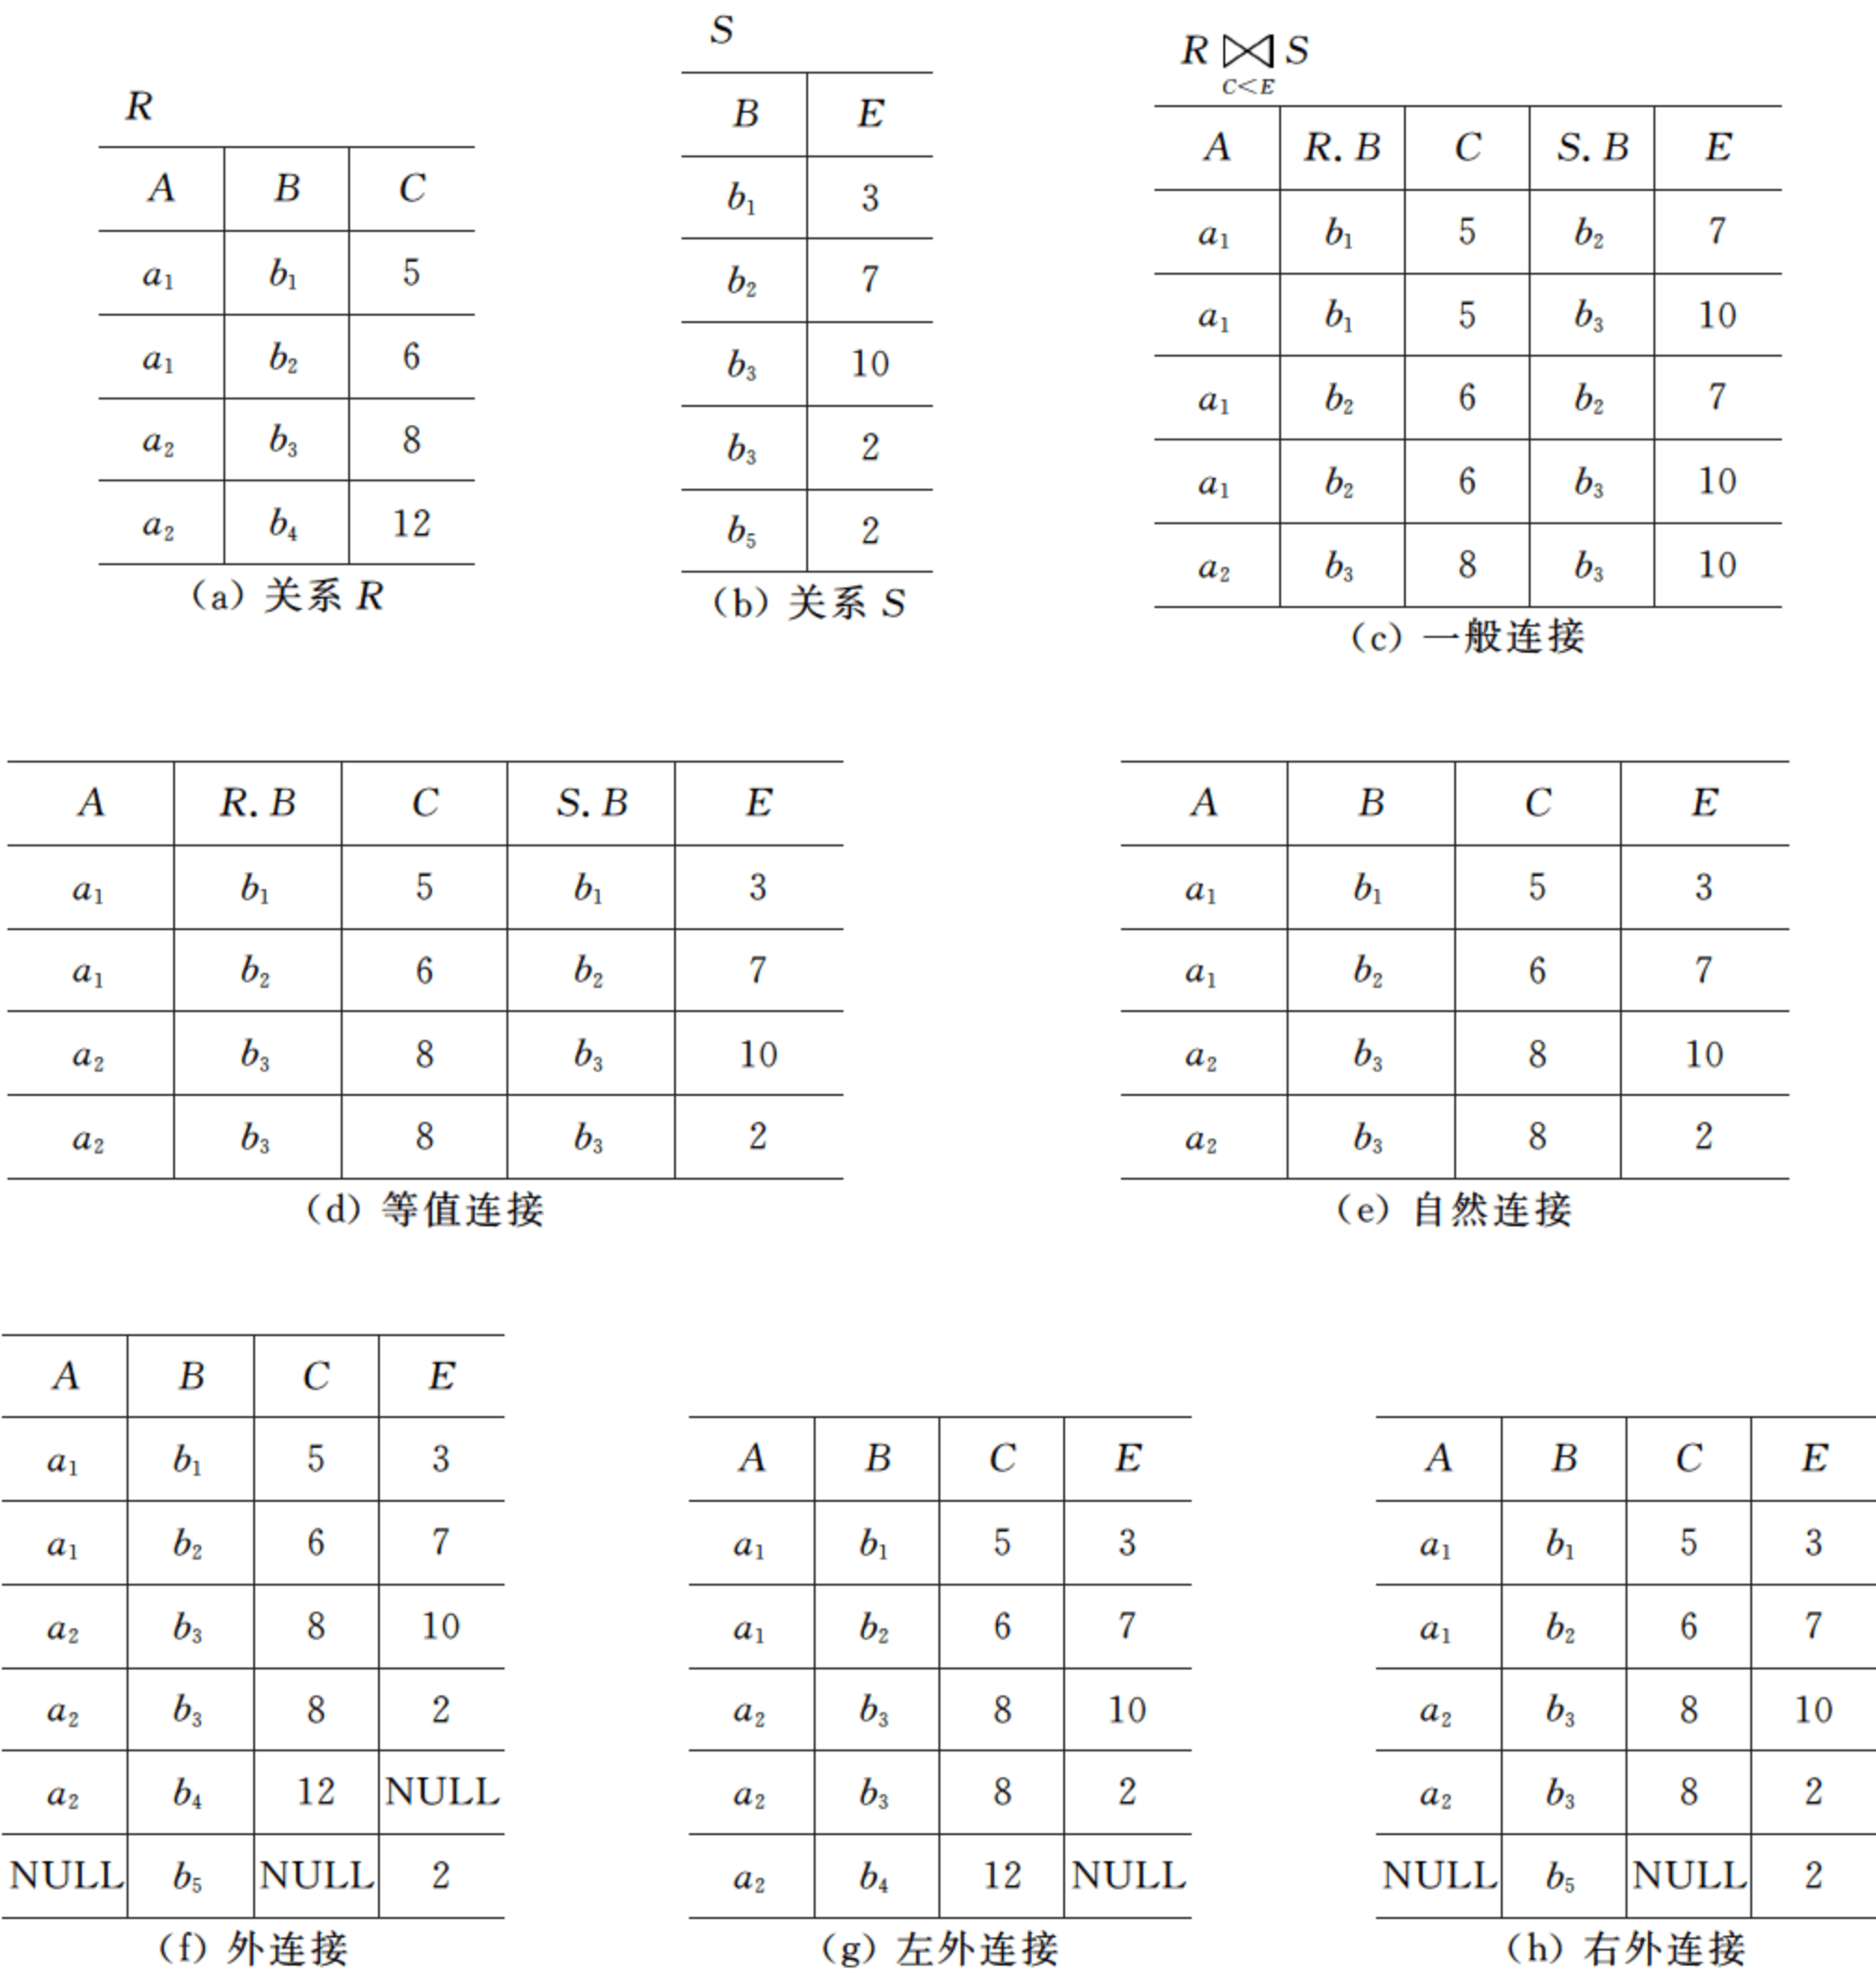 R
A B C
a₁ b₁ 5
a₁ b₂ 6
a₂ b₃ 8
a₂ b₄ 12
(a) 关系 R
S
B E
b₁ 3
b₂ 7
b₃ 10
b₃ 2
b₅ 2
(b) 关系 S
R ⋈ S
C<E
A R.B C S.B E
a₁ b₁ 5 b₂ 7
a₁ b₁ 5 b₃ 10
a₁ b₂ 6 b₂ 7
a₁ b₂ 6 b₃ 10
a₂ b₃ 8 b₃ 10
(c) 一般连接
A R.B C S.B E
a₁ b₁ 5 b₁ 3
a₁ b₂ 6 b₂ 7
a₂ b₃ 8 b₃ 10
a₂ b₃ 8 b₃ 2
(d) 等值连接
A B C E
a₁ b₁ 5 3
a₁ b₂ 6 7
a₂ b₃ 8 10
a₂ b₃ 8 2
(e) 自然连接
A B C E
a₁ b₁ 5 3
a₁ b₂ 6 7
a₂ b₃ 8 10
a₂ b₃ 8 2
a₂ b₄ 12 NULL
NULL b₅ NULL 2
(f) 外连接
A B C E
a₁ b₁ 5 3
a₁ b₂ 6 7
a₂ b₃ 8 10
a₂ b₃ 8 2
a₂ b₄ 12 NULL
(g) 左外连接
A B C E
a₁ b₁ 5 3
a₁ b₂ 6 7
a₂ b₃ 8 10
a₂ b₃ 8 2
NULL b₅ NULL 2
(h) 右外连接